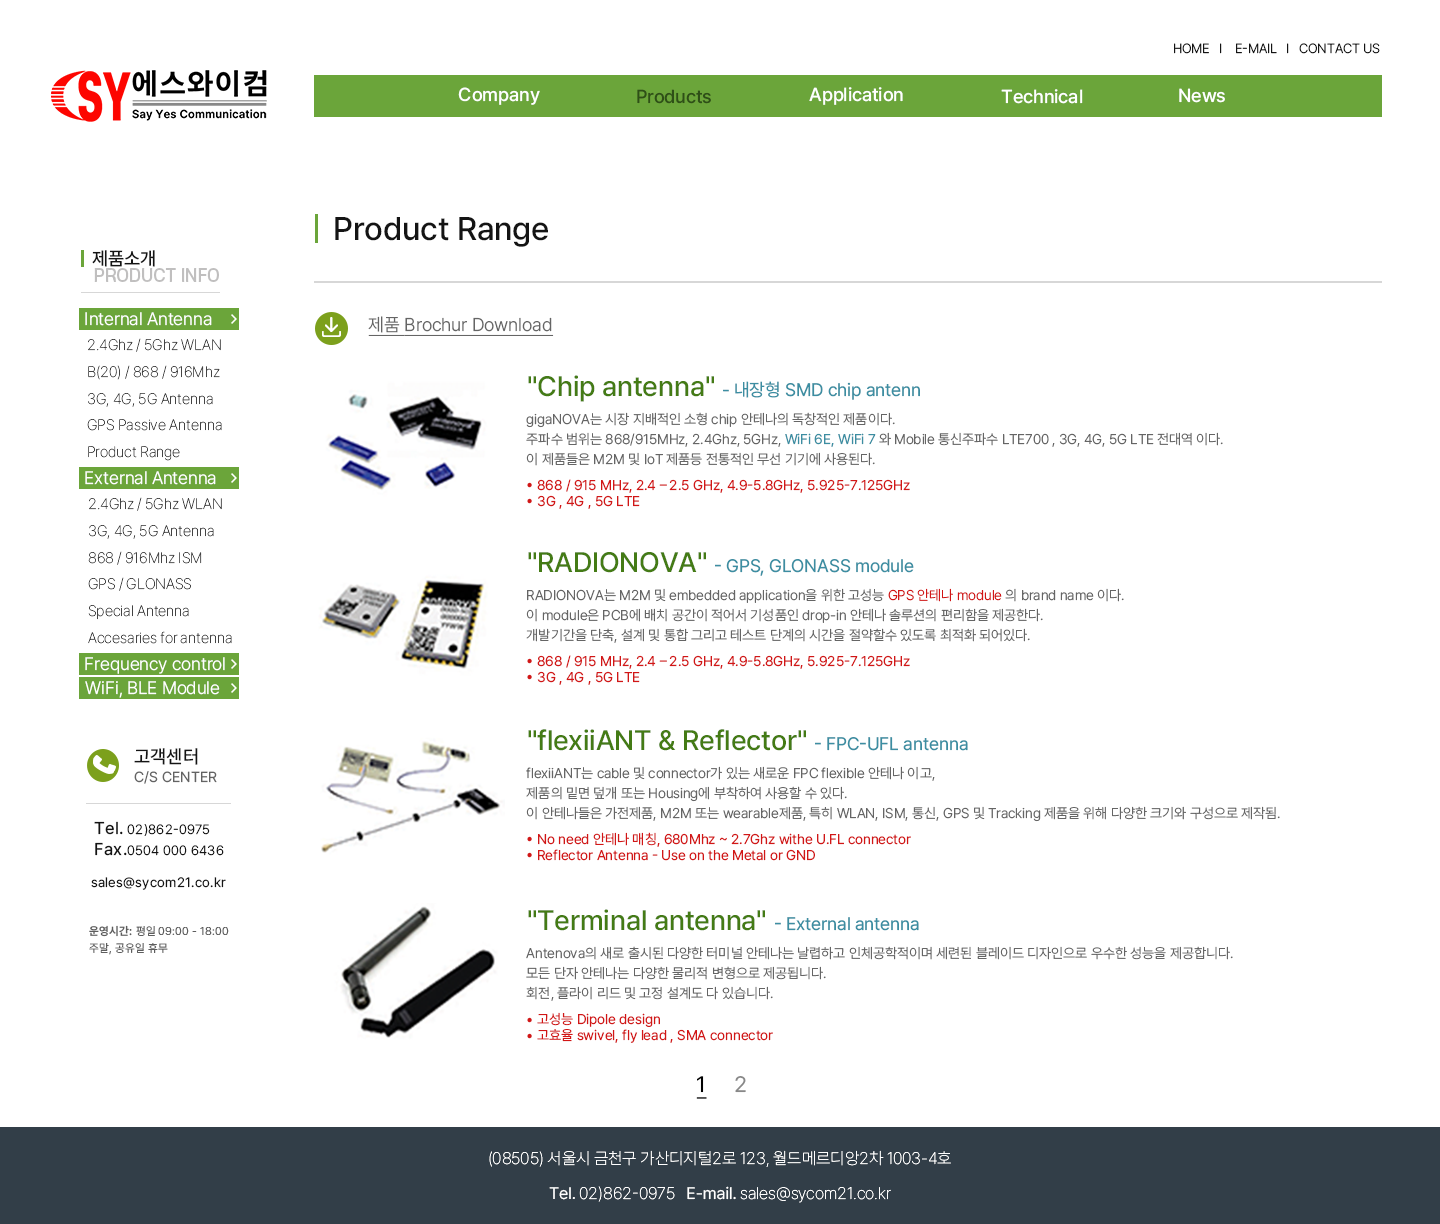 HOME I E-MAIL I CONTACT US
SY에스와이컴
Say Yes Communication
Company Products Application Technical News
Product Range
제품소개
PRODUCT INFO
Internal Antenna
2.4Ghz / 5Ghz WLAN
B(20) / 868 / 916Mhz
3G, 4G, 5G Antenna
GPS Passive Antenna
Product Range
External Antenna
2.4Ghz / 5Ghz WLAN
3G, 4G, 5G Antenna
868 / 916Mhz ISM
GPS / GLONASS
Special Antenna
Accesaries for antenna
Frequency control
WiFi, BLE Module
고객센터
C/S CENTER
Tel. 02)862-0975
Fax.0504 000 6436
sales@sycom21.co.kr
운영시간: 평일 09:00 - 18:00
주말, 공유일 휴무
제품 Brochur Download
"Chip antenna" - 내장형 SMD chip antenn
gigaNOVA는 시장 지배적인 소형 chip 안테나의 독창적인 제품이다.
주파수 범위는 868/915MHz, 2.4Ghz, 5GHz, WiFi 6E, WiFi 7 와 Mobile 통신주파수 LTE700 , 3G, 4G, 5G LTE 전대역 이다.
이 제품들은 M2M 및 IoT 제품등 전통적인 무선 기기에 사용된다.
• 868 / 915 MHz, 2.4 – 2.5 GHz, 4.9-5.8GHz, 5.925-7.125GHz
• 3G , 4G , 5G LTE
"RADIONOVA" - GPS, GLONASS module
RADIONOVA는 M2M 및 embedded application을 위한 고성능 GPS 안테나 module 의 brand name 이다.
이 module은 PCB에 배치 공간이 적어서 기성품인 drop-in 안테나 솔루션의 편리함을 제공한다.
개발기간을 단축, 설계 및 통합 그리고 테스트 단계의 시간을 절약할수 있도록 최적화 되어있다.
• 868 / 915 MHz, 2.4 – 2.5 GHz, 4.9-5.8GHz, 5.925-7.125GHz
• 3G , 4G , 5G LTE
"flexiiANT & Reflector" - FPC-UFL antenna
flexiiANT는 cable 및 connector가 있는 새로운 FPC flexible 안테나 이고,
제품의 밑면 덮개 또는 Housing에 부착하여 사용할 수 있다.
이 안테나들은 가전제품, M2M 또는 wearable제품, 특히 WLAN, ISM, 통신, GPS 및 Tracking 제품을 위해 다양한 크기와 구성으로 제작됨.
• No need 안테나 매칭, 680Mhz ~ 2.7Ghz withe U.FL connector
• Reflector Antenna - Use on the Metal or GND
"Terminal antenna" - External antenna
Antenova의 새로 출시된 다양한 터미널 안테나는 날렵하고 인체공학적이며 세련된 블레이드 디자인으로 우수한 성능을 제공합니다.
모든 단자 안테나는 다양한 물리적 변형으로 제공됩니다.
회전, 플라이 리드 및 고정 설계도 다 있습니다.
• 고성능 Dipole design
• 고효율 swivel, fly lead , SMA connector
1 2
(08505) 서울시 금천구 가산디지털2로 123, 월드메르디앙2차 1003-4호
Tel. 02)862-0975 E-mail. sales@sycom21.co.kr